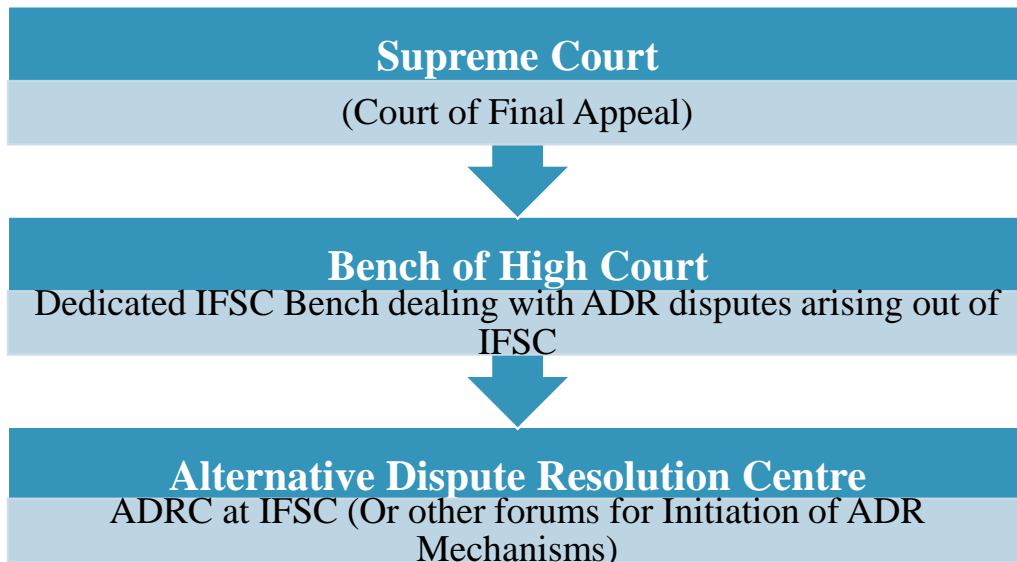 Supreme Court
(Court of Final Appeal)
Bench of High Court
Dedicated IFSC Bench dealing with ADR disputes arising out of
IFSC
Alternative Dispute Resolution Centre
ADRC at IFSC (Or other forums for Initiation of ADR
Mechanisms)